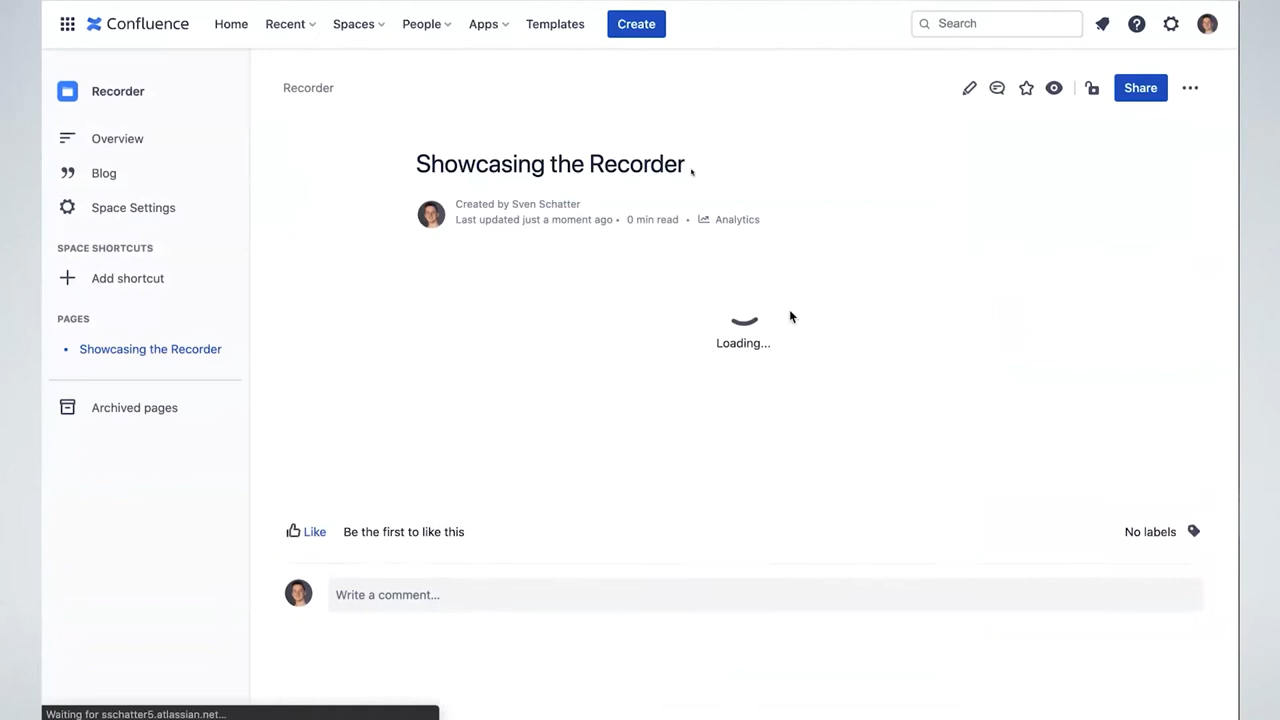 Confluence
Home
Recent
Spaces
People
Apps
Templates
Create
Search
Recorder
Overview
Blog
Space Settings
SPACE SHORTCUTS
Add shortcut
PAGES
• Showcasing the Recorder
Archived pages
Recorder
Share
Showcasing the Recorder
Created by Sven Schatter
Last updated just a moment ago • 0 min read • Analytics
Loading...
Like
Be the first to like this
No labels
Write a comment...
Waiting for sschatter5.atlassian.net...